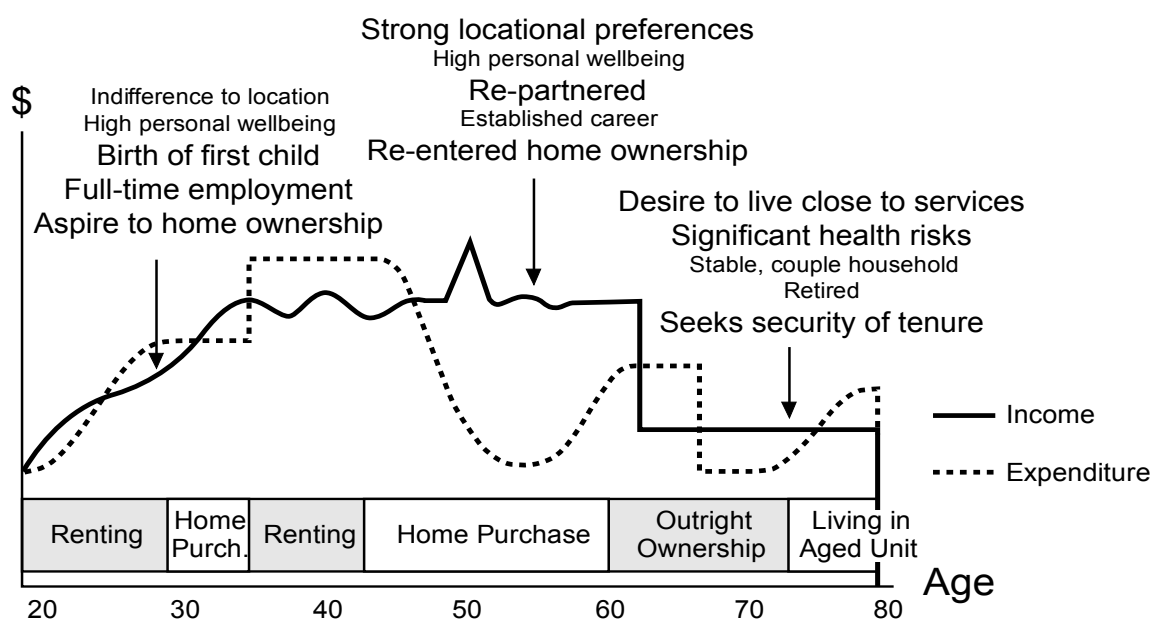 Strong locational preferences
High personal wellbeing
Re-partnered
Established career
Re-entered home ownership
$
Indifference to location
High personal wellbeing
Birth of first child
Full-time employment
Aspire to home ownership
Desire to live close to services
Significant health risks
Stable, couple household
Retired
Seeks security of tenure
Income
Expenditure
Renting
Home
Purch.
Renting
Home Purchase
Outright
Ownership
Living in
Aged Unit
Age
20 30 40 50 60 70 80